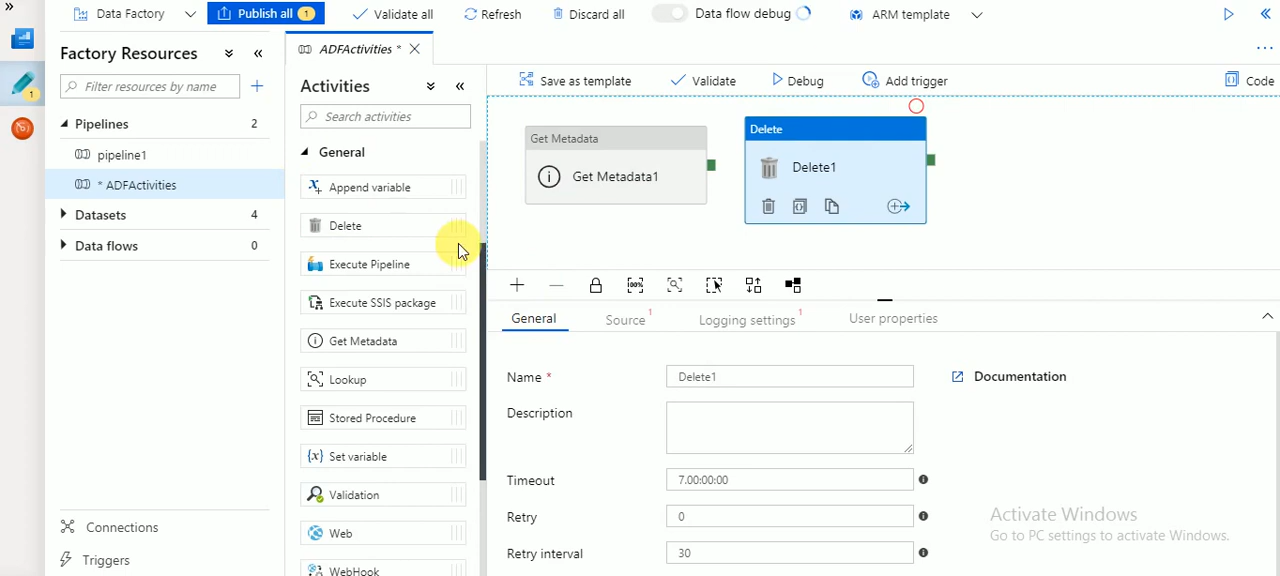 Data Factory
Publish all 1
Validate all
Refresh
Discard all
Data flow debug
ARM template
Factory Resources
Filter resources by name
Pipelines 2
pipeline1
* ADFActivities
Datasets 4
Data flows 0
Connections
Triggers
1
ADFActivities *
Activities
Search activities
General
Append variable
Delete
Execute Pipeline
Execute SSIS package
Get Metadata
Lookup
Stored Procedure
Set variable
Validation
Web
WebHook
Save as template
Validate
Debug
Add trigger
Code
Get Metadata
Get Metadata1
Delete
Delete1
100%
General
Source 1
Logging settings 1
User properties
Name *
Delete1
Documentation
Description
Timeout
7.00:00:00
Retry
0
Retry interval
30
Activate Windows
Go to PC settings to activate Windows.